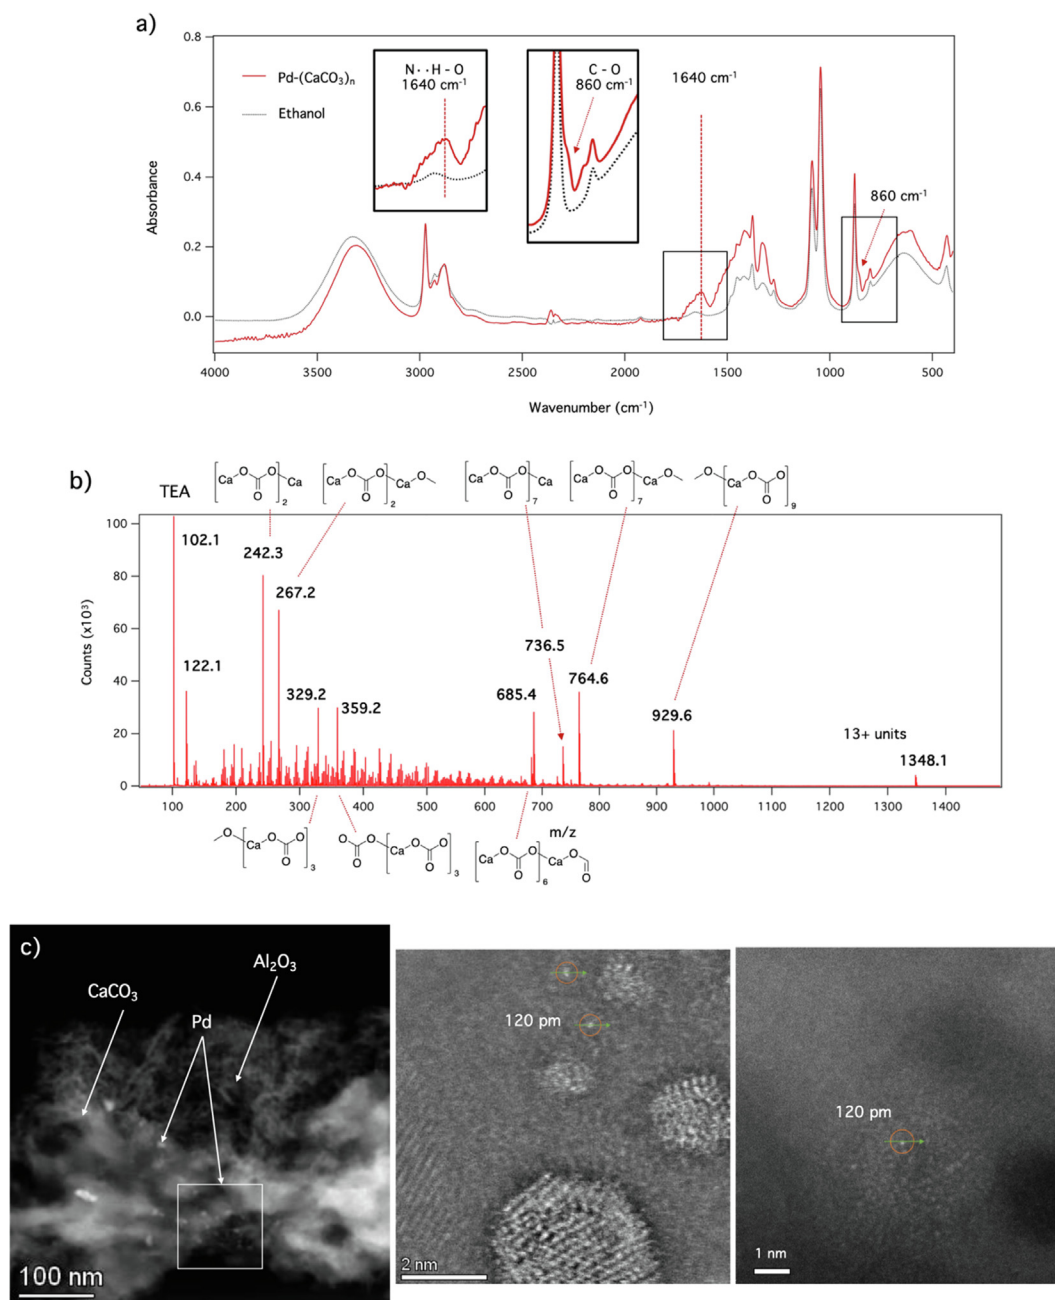 a)
0.8
0.6
0.4
0.2
0.0
Absorbance
Pd-(CaCO₃)ₙ
Ethanol
N··H - O
1640 cm⁻¹
C - O
860 cm⁻¹
1640 cm⁻¹
860 cm⁻¹
4000 3500 3000 2500 2000 1500 1000 500
Wavenumber (cm⁻¹)
b)
TEA
Ca O O Ca
O
2
Ca O O Ca O
O
2
Ca O O Ca
O
7
Ca O O Ca O
O
7
O Ca O O
O
9
100
80
60
40
20
0
Counts (x10³)
102.1
122.1
242.3
267.2
329.2
359.2
685.4
736.5
764.6
929.6
13+ units
1348.1
100 200 300 400 500 600 700 800 900 1000 1100 1200 1300 1400
m/z
O Ca O O
O
3
O O Ca O O
O O
3
Ca O O Ca O
O O
6
c)
CaCO₃
Pd
Al₂O₃
100 nm
120 pm
2 nm
120 pm
1 nm